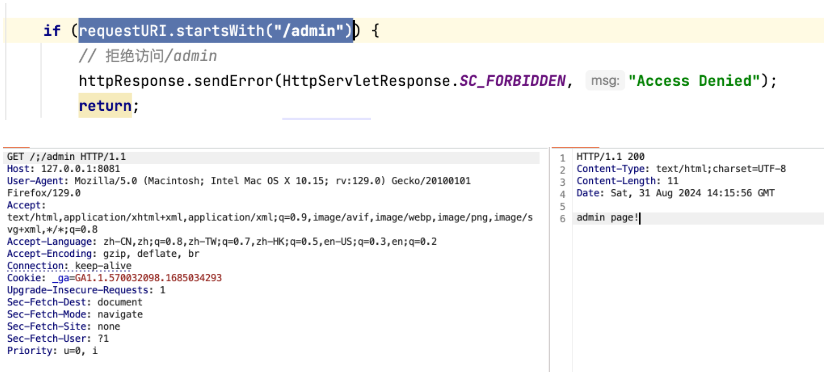 if (requestURI.startsWith("/admin")) {
// 拒绝访问/admin
httpResponse.sendError(HttpServletResponse.SC_FORBIDDEN, msg: "Access Denied");
return;
GET /;/admin HTTP/1.1
Host: 127.0.0.1:8081
User-Agent: Mozilla/5.0 (Macintosh; Intel Mac OS X 10.15; rv:129.0) Gecko/20100101
Firefox/129.0
Accept:
text/html,application/xhtml+xml,application/xml;q=0.9,image/avif,image/webp,image/png,image/s
vg+xml,*/*;q=0.8
Accept-Language: zh-CN,zh;q=0.8,zh-TW;q=0.7,zh-HK;q=0.5,en-US;q=0.3,en;q=0.2
Accept-Encoding: gzip, deflate, br
Connection: keep-alive
Cookie: _ga=GA1.1.570032098.1685034293
Upgrade-Insecure-Requests: 1
Sec-Fetch-Dest: document
Sec-Fetch-Mode: navigate
Sec-Fetch-Site: none
Sec-Fetch-User: ?1
Priority: u=0, i
1 HTTP/1.1 200
2 Content-Type: text/html;charset=UTF-8
3 Content-Length: 11
4 Date: Sat, 31 Aug 2024 14:15:56 GMT
5
6 admin page!